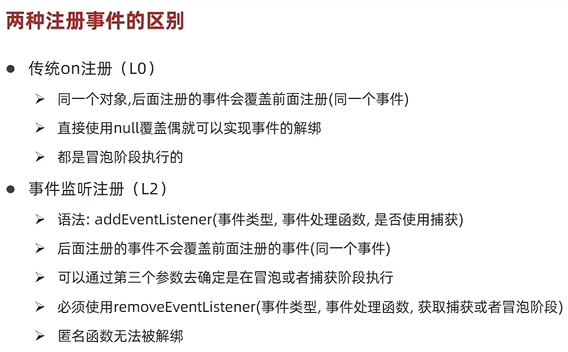 两种注册事件的区别
传统on注册（L0）
同一个对象,后面注册的事件会覆盖前面注册(同一个事件)
直接使用null覆盖偶就可以实现事件的解绑
都是冒泡阶段执行的
事件监听注册（L2）
语法: addEventListener(事件类型, 事件处理函数, 是否使用捕获)
后面注册的事件不会覆盖前面注册的事件(同一个事件)
可以通过第三个参数去确定是在冒泡或者捕获阶段执行
必须使用removeEventListener(事件类型, 事件处理函数, 获取捕获或者冒泡阶段)
匿名函数无法被解绑